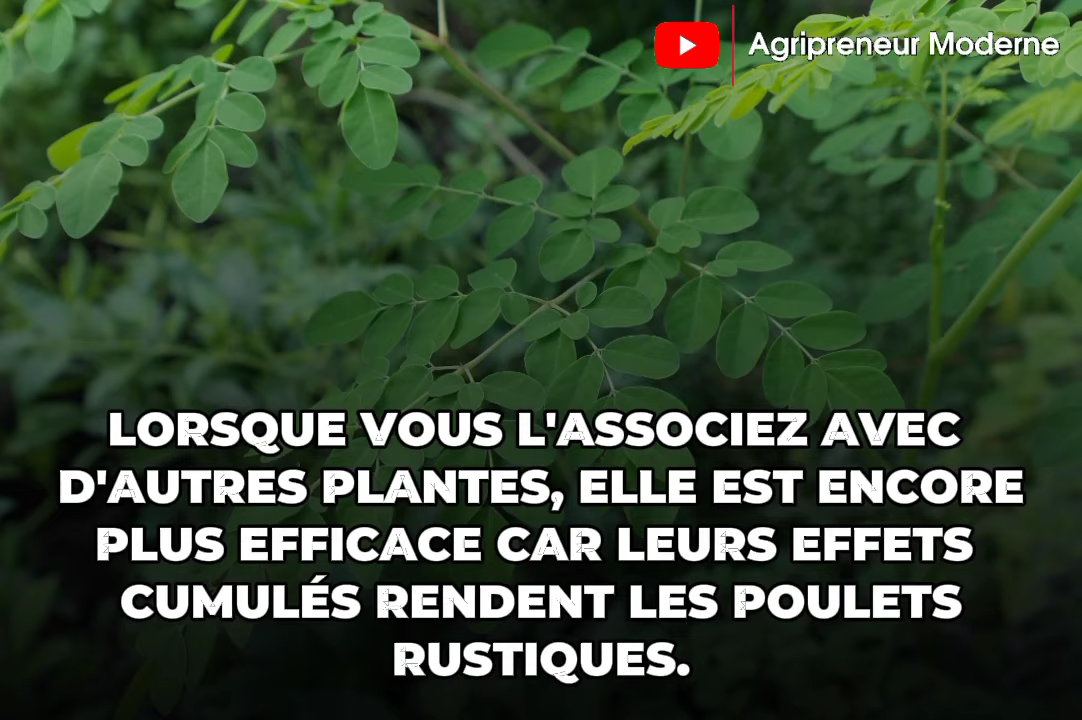 Agripreneur Moderne
LORSQUE VOUS L'ASSOCIEZ AVEC
D'AUTRES PLANTES, ELLE EST ENCORE
PLUS EFFICACE CAR LEURS EFFETS
CUMULÉS RENDENT LES POULETS
RUSTIQUES.